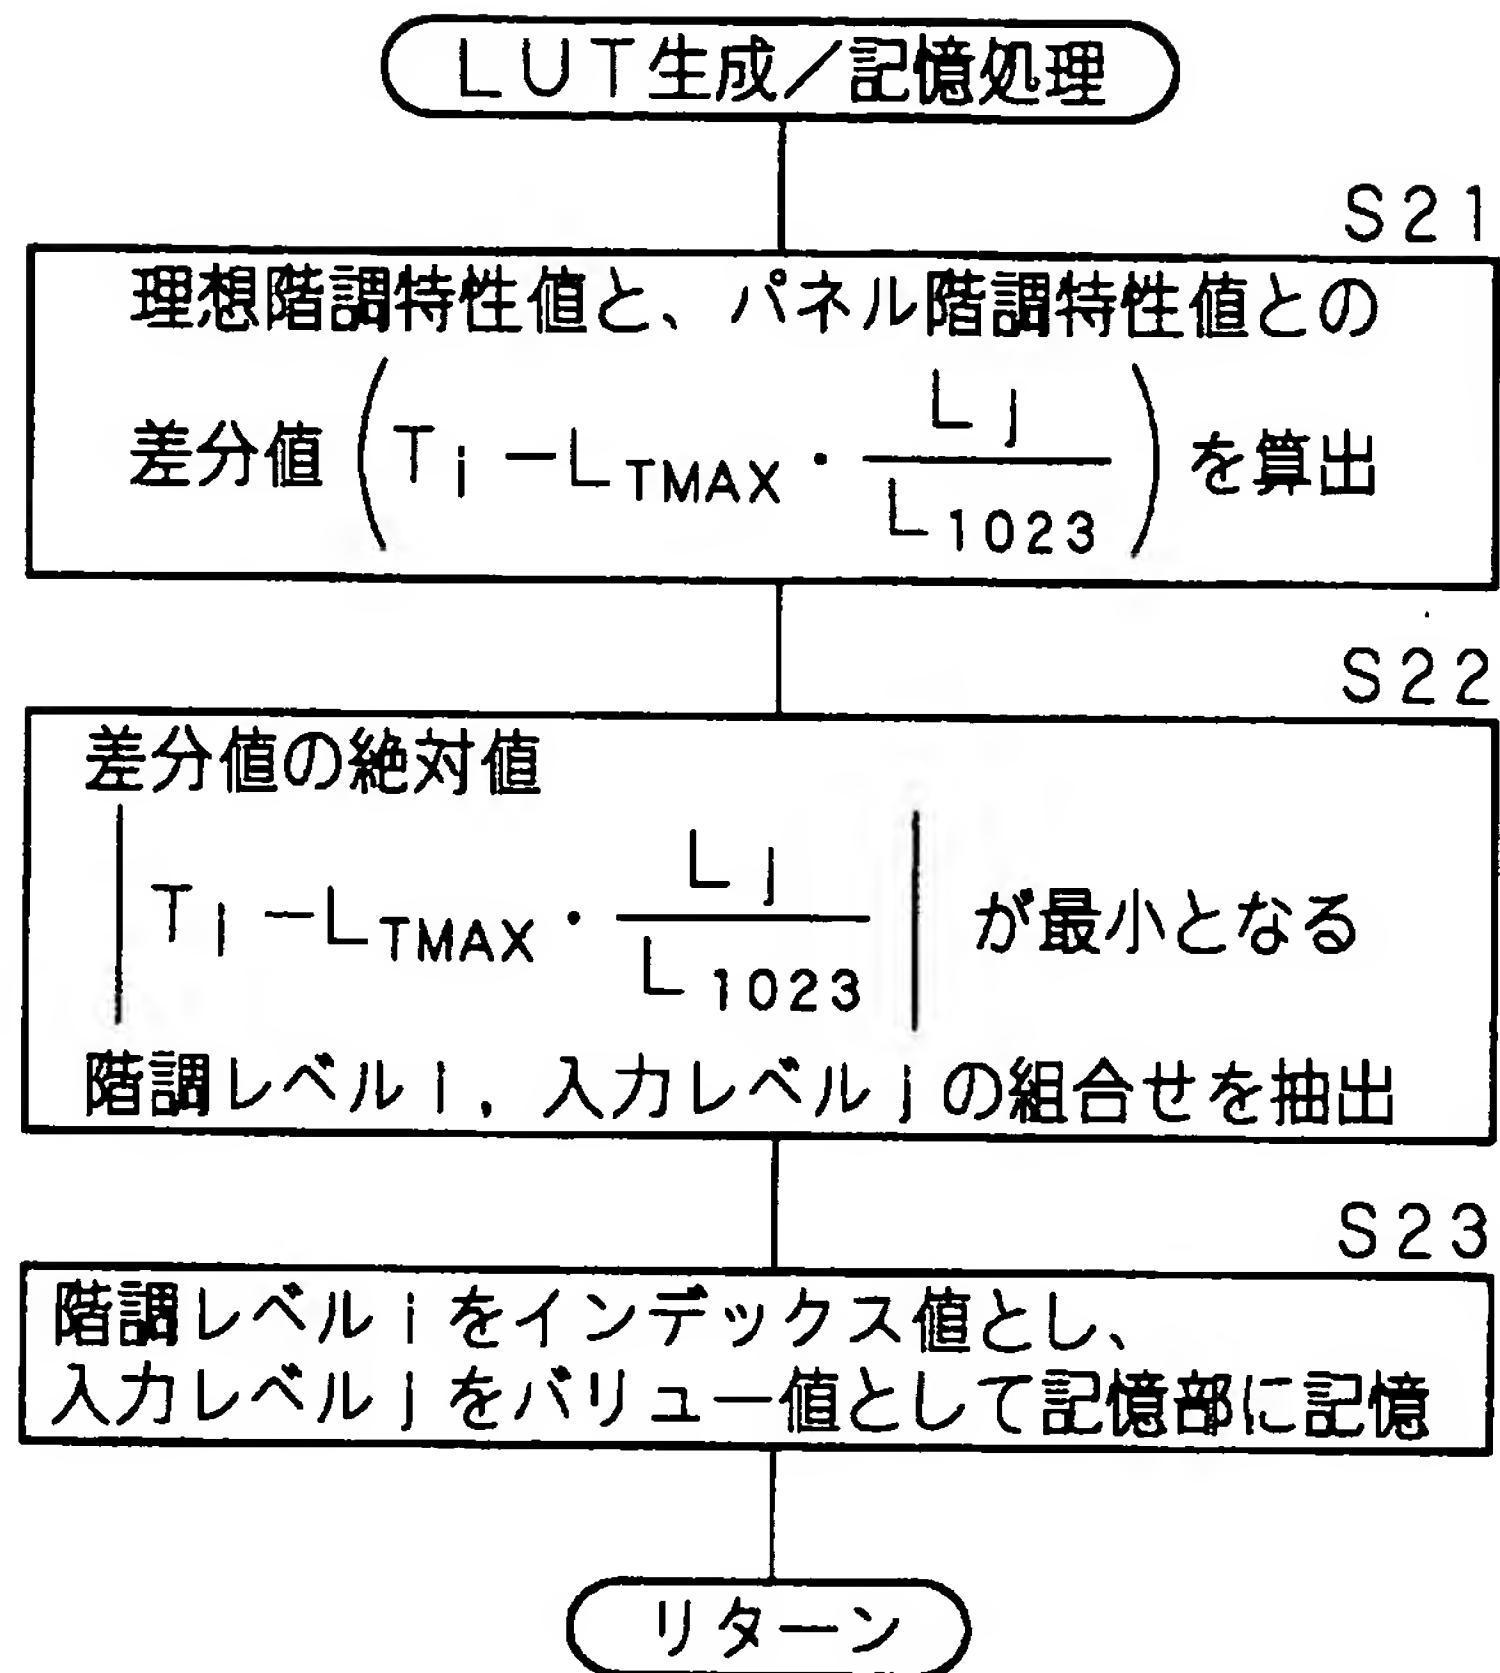 LUT生成/記憶処理
S21
理想階調特性値と、パネル階調特性値との
差分値(Ti-LTMAX・Lj/L1023)を算出
S22
差分値の絶対値
|Ti-LTMAX・Lj/L1023|が最小となる
階調レベルi,入力レベルjの組合せを抽出
S23
階調レベルiをインデックス値とし、
入力レベルjをバリュー値として記憶部に記憶
リターン